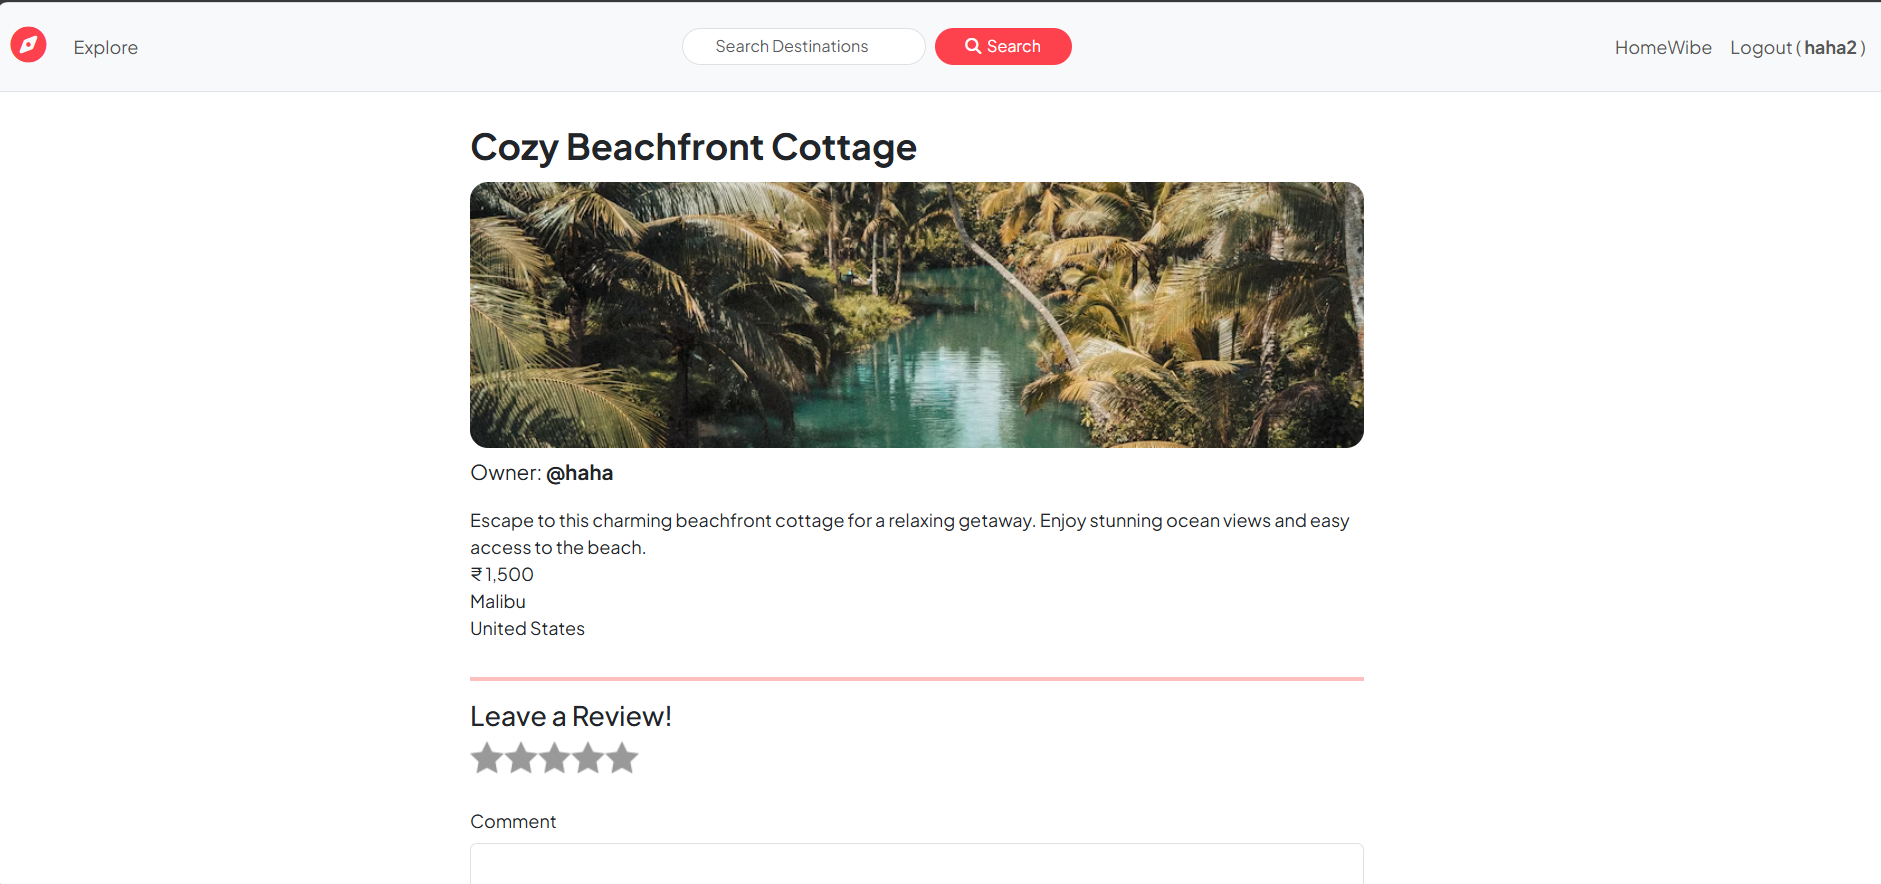 Explore
Search Destinations
Search
HomeWibe
Logout ( haha2 )
Cozy Beachfront Cottage
Owner: @haha
Escape to this charming beachfront cottage for a relaxing getaway. Enjoy stunning ocean views and easy
access to the beach.
₹ 1,500
Malibu
United States
Leave a Review!
Comment